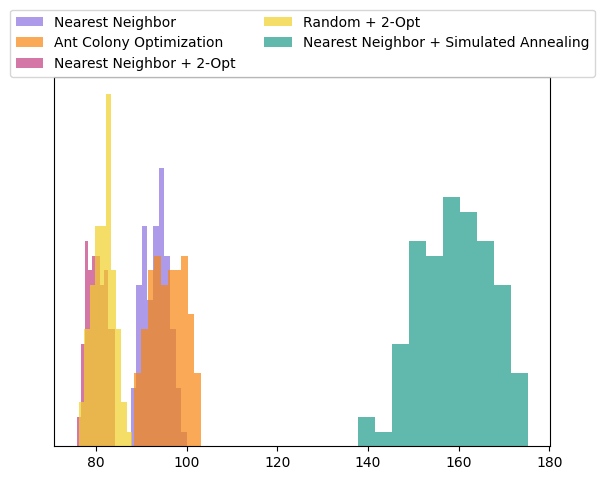 Nearest Neighbor
Ant Colony Optimization
Nearest Neighbor + 2-Opt
Random + 2-Opt
Nearest Neighbor + Simulated Annealing
80 100 120 140 160 180